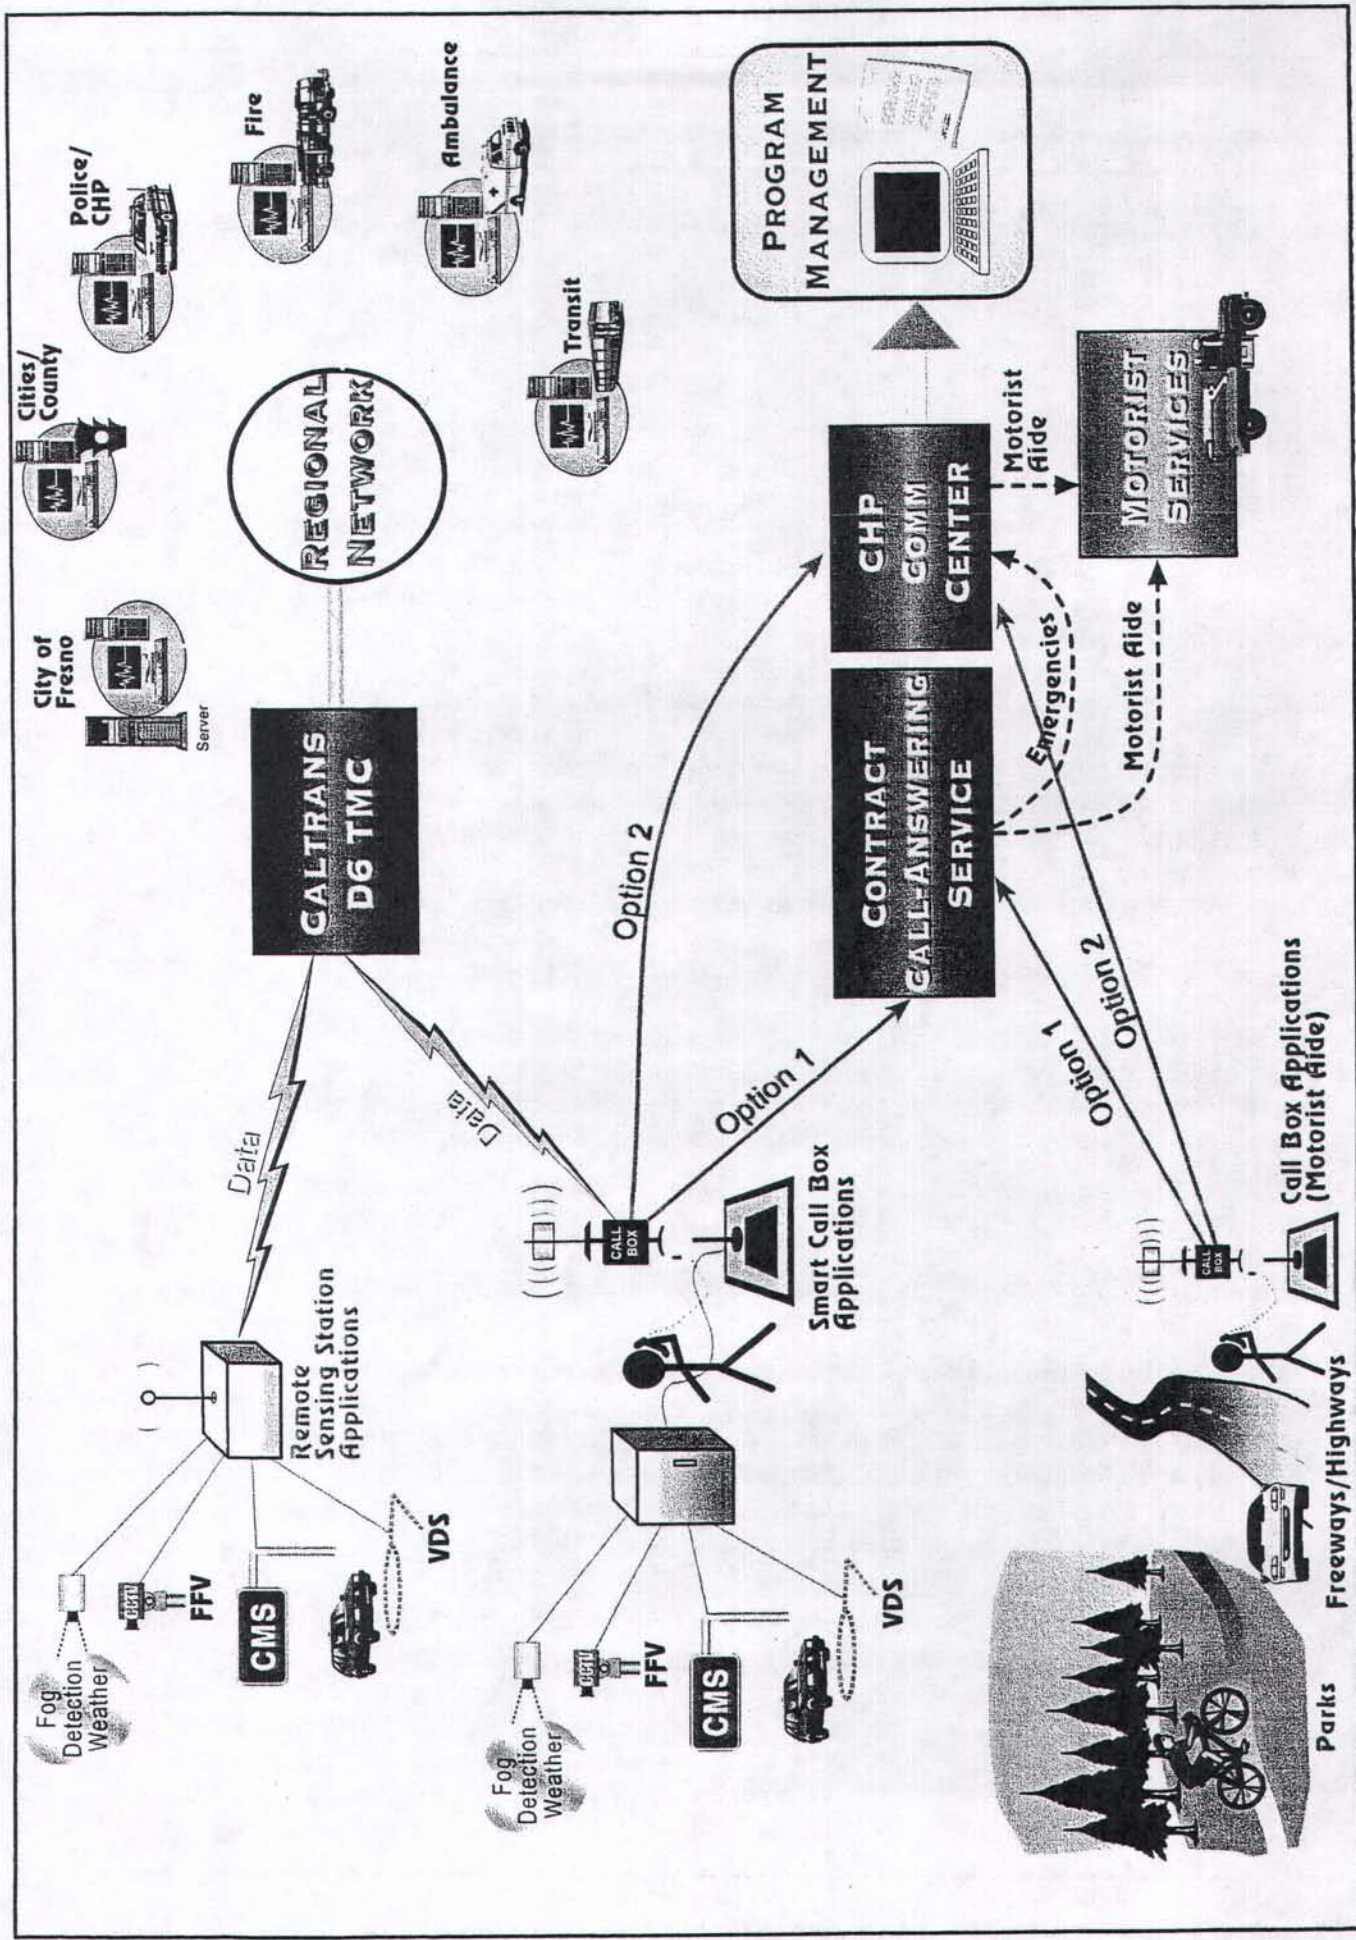 City of
Fresno
Server
Cities/
County
Police/
CHP
Fire
Ambulance
Transit
REGIONAL
NETWORK
CALTRANS
D6 TMC
Data
Data
Fog
Detection
Weather
FFV
CMS
VDS
Remote
Sensing Station
Applications
Fog
Detection
Weather
FFV
CMS
VDS
CALL
BOX
Smart Call Box
Applications
Option 2
Option 1
CONTRACT
CALL ANSWERING
SERVICE
CHP
COMM
CENTER
PROGRAM
MANAGEMENT
Motorist
Aide
MOTORIST
SERVICES
Emergencies
Motorist Aide
Option 1
Option 2
CALL
BOX
Call Box Applications
(Motorist Aide)
Parks
Freeways/Highways